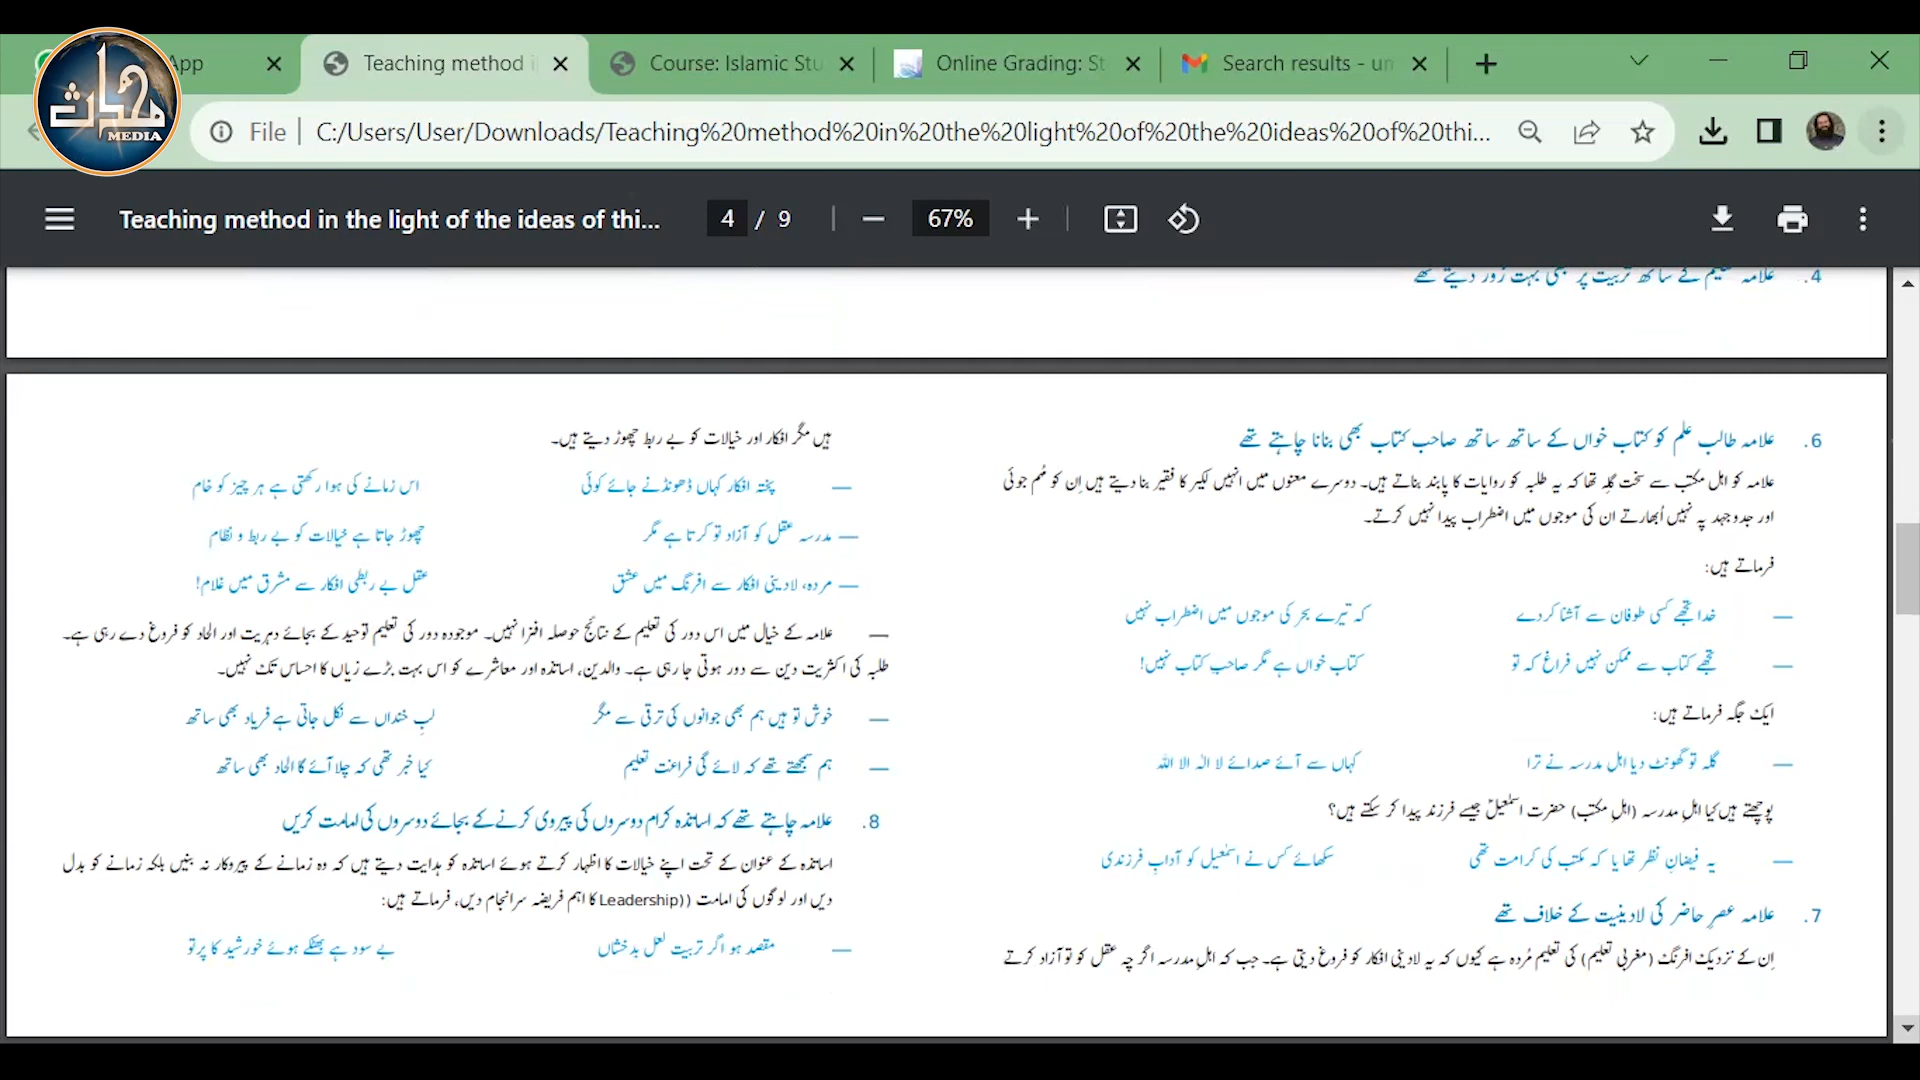 App
Teaching method i
Course: Islamic Stu
Online Grading: St
Search results - un
محدث
MEDIA
File
C:/Users/User/Downloads/Teaching%20method%20in%20the%20light%20of%20the%20ideas%20of%20thi...
Teaching method in the light of the ideas of thi...
4 / 9
67%
4. علامہ تعلیم کے ساتھ تربیت پر بھی بہت زور دیتے تھے
6. علامہ طالب علم کو کتاب خواں کے ساتھ ساتھ صاحب کتاب بھی بنانا چاہتے تھے
علامہ کو اہل مکتب سے سخت گِلہ تھا کہ یہ طلبہ کو روایات کا پابند بناتے ہیں۔ دوسرے معنوں میں انہیں لکیر کا فقیر بنا دیتے ہیں اِن کو مُہم جوئی
اور جدوجہد پہ نہیں اُبھارتے ان کی موجوں میں اضطراب پیدا نہیں کرتے۔
فرماتے ہیں:
— خدا تجھے کسی طوفان سے آشنا کر دے کہ تیرے بحر کی موجوں میں اضطراب نہیں
— تجھے کتاب سے ممکن نہیں فراغ کہ تو کتاب خواں ہے مگر صاحبِ کتاب نہیں!
ایک جگہ فرماتے ہیں:
— گلہ تو گھونٹ دیا اہل مدرسہ نے ترا کہاں سے آئے صدائے لا الہ الا اللہ
پوچھتے ہیں کیا اہلِ مدرسہ (اہلِ مکتب) حضرت اسمٰعیلؑ جیسے فرزند پیدا کر سکتے ہیں؟
— یہ فیضانِ نظر تھا یا کہ مکتب کی کرامت تھی سکھائے کس نے اسمٰعیل کو آدابِ فرزندی
7. علامہ عصرِ حاضر کی لادینیت کے خلاف تھے
اِن کے نزدیک افرنگ (مغربی تعلیم) کی تعلیم مُردہ ہے کیوں کہ یہ لادینی افکار کو فروغ دیتی ہے۔ جب کہ اہلِ مدرسہ اگر چہ عقل کو تو آزاد کرتے
ہیں مگر افکار اور خیالات کو بے ربط چھوڑ دیتے ہیں۔
— پختہ افکار کہاں ڈھونڈنے جائے کوئی اس زمانے کی ہوا رکھتی ہے ہر چیز کو خام
— مدرسہ عقل کو آزاد تو کرتا ہے مگر چھوڑ جاتا ہے خیالات کو بے ربط و نظام
— مردہ، لادینی افکار سے افرنگ میں عشق عقل بے ربطی افکار سے مشرق میں غلام!
— علامہ کے خیال میں اس دور کی تعلیم کے نتائج حوصلہ افزا نہیں۔ موجودہ دور کی تعلیم توحید کے بجائے دہریت اور الحاد کو فروغ دے رہی ہے۔
طلبہ کی اکثریت دین سے دور ہوتی جا رہی ہے۔ والدین، اساتذہ اور معاشرے کو اس بہت بڑے زیاں کا احساس تک نہیں۔
— خوش تو ہیں ہم بھی جوانوں کی ترقی سے مگر لبِ خنداں سے نکل جاتی ہے فریاد بھی ساتھ
— ہم سمجھتے تھے کہ لائے گی فراغت تعلیم کیا خبر تھی کہ چلا آئے گا الحاد بھی ساتھ
8. علامہ چاہتے تھے کہ اساتذہ کرام دوسروں کی پیروی کرنے کے بجائے دوسروں کی امامت کریں
اساتذہ کے عنوان کے تحت اپنے خیالات کا اظہار کرتے ہوئے اساتذہ کو ہدایت دیتے ہیں کہ وہ زمانے کے پیروکار نہ بنیں بلکہ زمانے کو بدل
دیں اور لوگوں کی امامت ((Leadership کا اہم فریضہ سرانجام دیں، فرماتے ہیں:
— مقصد ہو اگر تربیت لعل بدخشاں بے سود ہے بھٹکے ہوئے خورشید کا پرتو